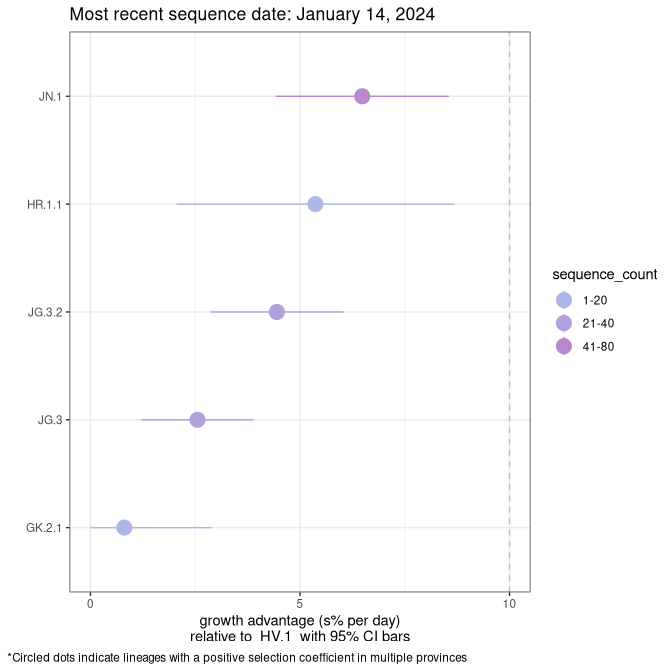 Most recent sequence date: January 14, 2024
JN.1
HR.1.1
JG.3.2
JG.3
GK.2.1
sequence_count
1-20
21-40
41-80
0
5
10
growth advantage (s% per day)
relative to HV.1 with 95% CI bars
*Circled dots indicate lineages with a positive selection coefficient in multiple provinces